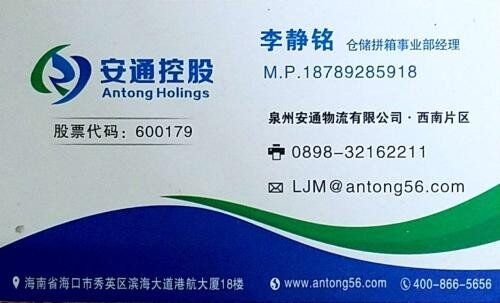 安通控股
Antong Holings
股票代码: 600179
李静铭 仓储拼箱事业部经理
M.P.18789285918
泉州安通物流有限公司·西南片区
0898-32162211
LJM@antong56.com
海南省海口市秀英区滨海大道港航大厦18楼 www.antong56.com 400-866-5656